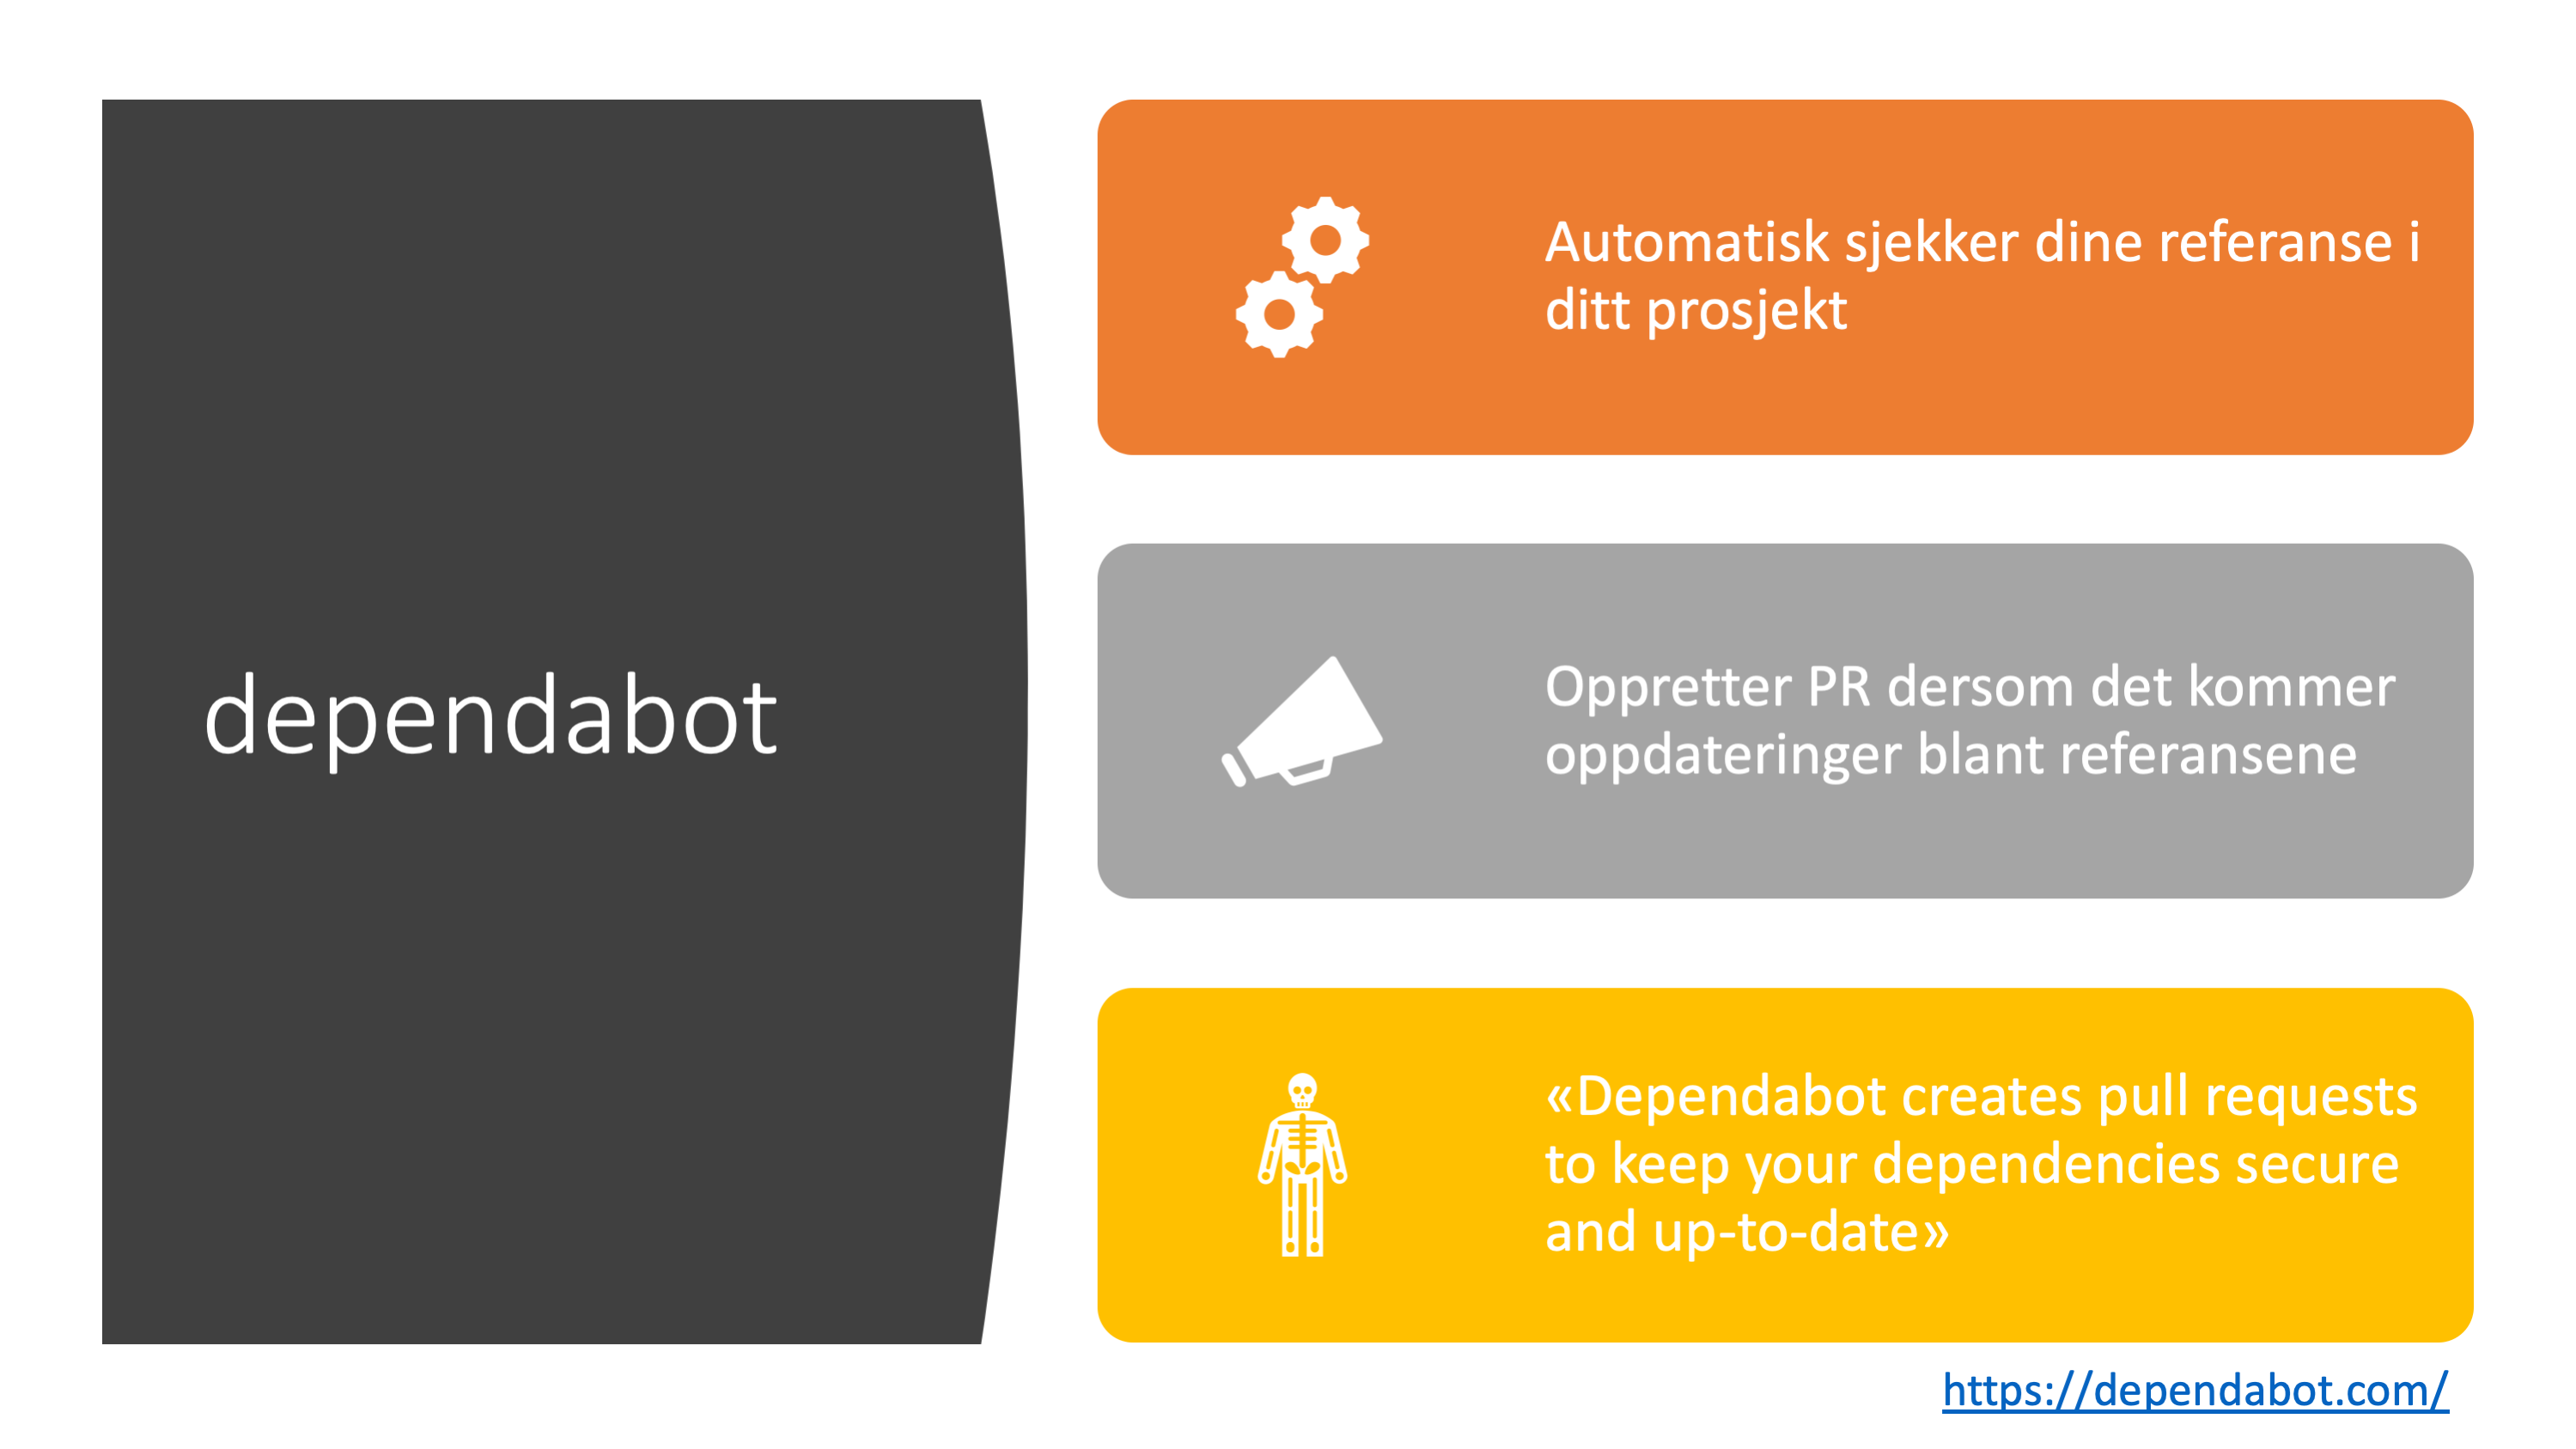 dependabot
Automatisk sjekker dine referanse i
ditt prosjekt
Oppretter PR dersom det kommer
oppdateringer blant referansene
«Dependabot creates pull requests
to keep your dependencies secure
and up-to-date»
https://dependabot.com/